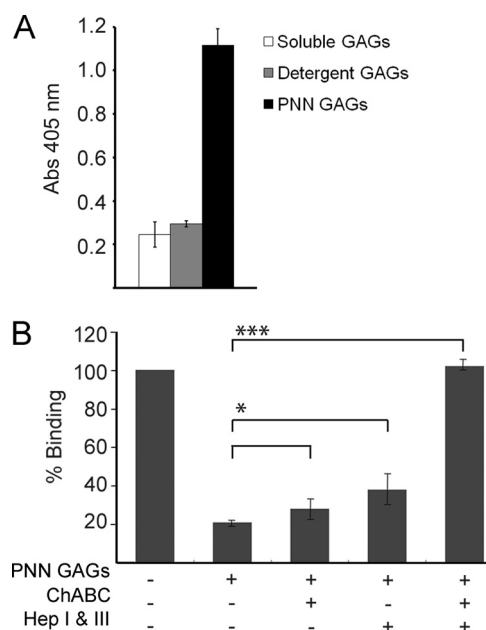 A
Abs 405 nm
1.2
1.0
0.8
0.6
0.4
0.2
Soluble GAGs
Detergent GAGs
PNN GAGs
B
% Binding
120
100
80
60
40
20
***
*
PNN GAGs - + + + +
ChABC - - + - +
Hep I & III - - - + +